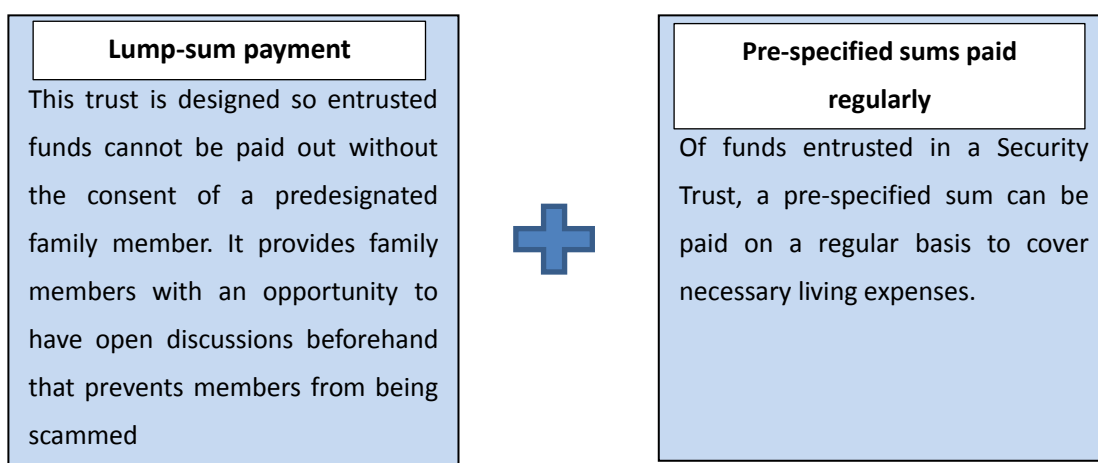 Lump-sum payment
This trust is designed so entrusted
funds cannot be paid out without
the consent of a predesignated
family member. It provides family
members with an opportunity to
have open discussions beforehand
that prevents members from being
scammed
Pre-specified sums paid
regularly
Of funds entrusted in a Security
Trust, a pre-specified sum can be
paid on a regular basis to cover
necessary living expenses.